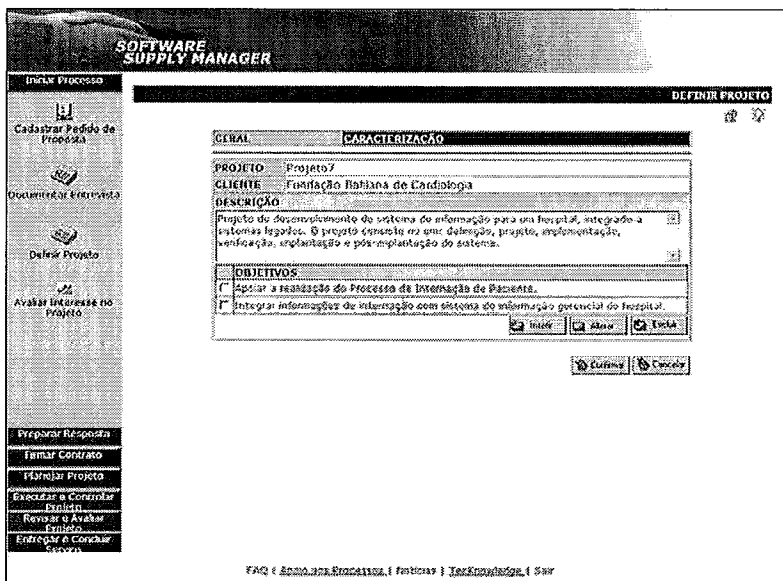 SOFTWARE
SUPPLY MANAGER
Iniciar Processo
DEFINIR PROJETO
Cadastrar Pedido de
Proposta
Documentar Entrevista
Definir Projeto
Avaliar Interesse no
Projeto
GERAL CARACTERIZAÇÃO
PROJETO Projeto7
CLIENTE Fundação Bahiana de Cardiologia
DESCRIÇÃO
Projeto de desenvolvimento de sistema de informação para um hospital, integrado a
sistemas legados. O projeto consiste na definição, projeto, implementação,
verificação, implantação e pós-implantação do sistema.
OBJETIVOS
Apoiar a realização do Processo de Internação de Paciente.
Integrar informações de internação com sistema de informação gerencial do hospital.
Inserir Alterar Excluir
Confirmar Cancelar
Preparar Resposta
Firmar Contrato
Planejar Projeto
Executar e Controlar
Projeto
Revisar e Avaliar
Projeto
Entregar e Concluir
Serviço
FAQ | Apoio aos Processos | Notícias | TecKnowledge | Sair